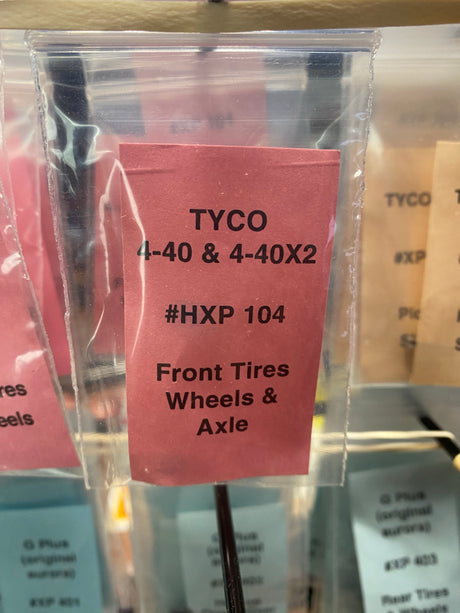 TYCO
4-40 & 4-40X2
#HXP 104
Front Tires
Wheels &
Axle
TYCO
G Plus
(original
aurora)
#XP 401
G Plus
(original
aurora)
#XP 403
Rear Tires